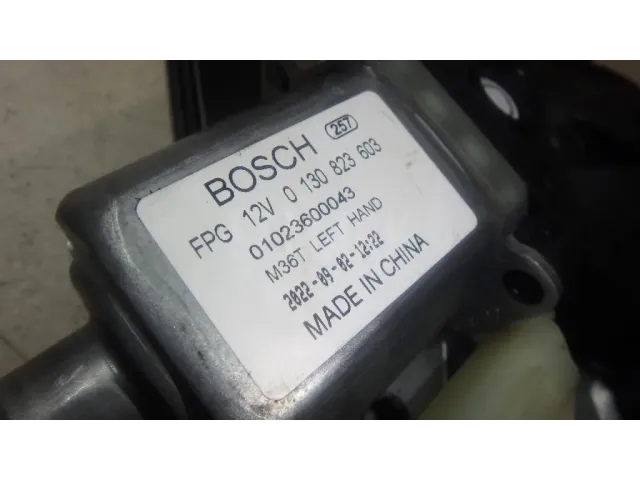 BOSCH 257
FPG 12V 0 130 823 603
01023600043
M36T LEFT HAND
2022-09-02-12:22
MADE IN CHINA